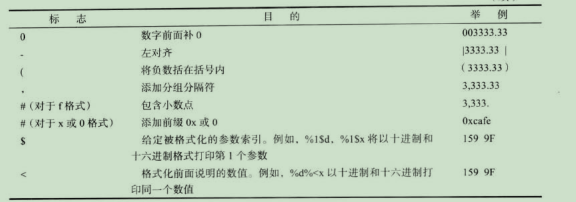 标 志 目 的 举 例
0 数字前面补 0 003333.33
- 左对齐 |3333.33 |
( 将负数括在括号内 (3333.33)
, 添加分组分隔符 3,333.33
#(对于 f 格式) 包含小数点 3,333.
#(对于 x 或 0 格式) 添加前缀 0x 或 0 0xcafe
$ 给定被格式化的参数索引。例如,%1$d, %1$x 将以十进制和 159 9F
十六进制格式打印第 1 个参数
< 格式化前面说明的数值。例如,%d%<x 以十进制和十六进制打 159 9F
印同一个数值